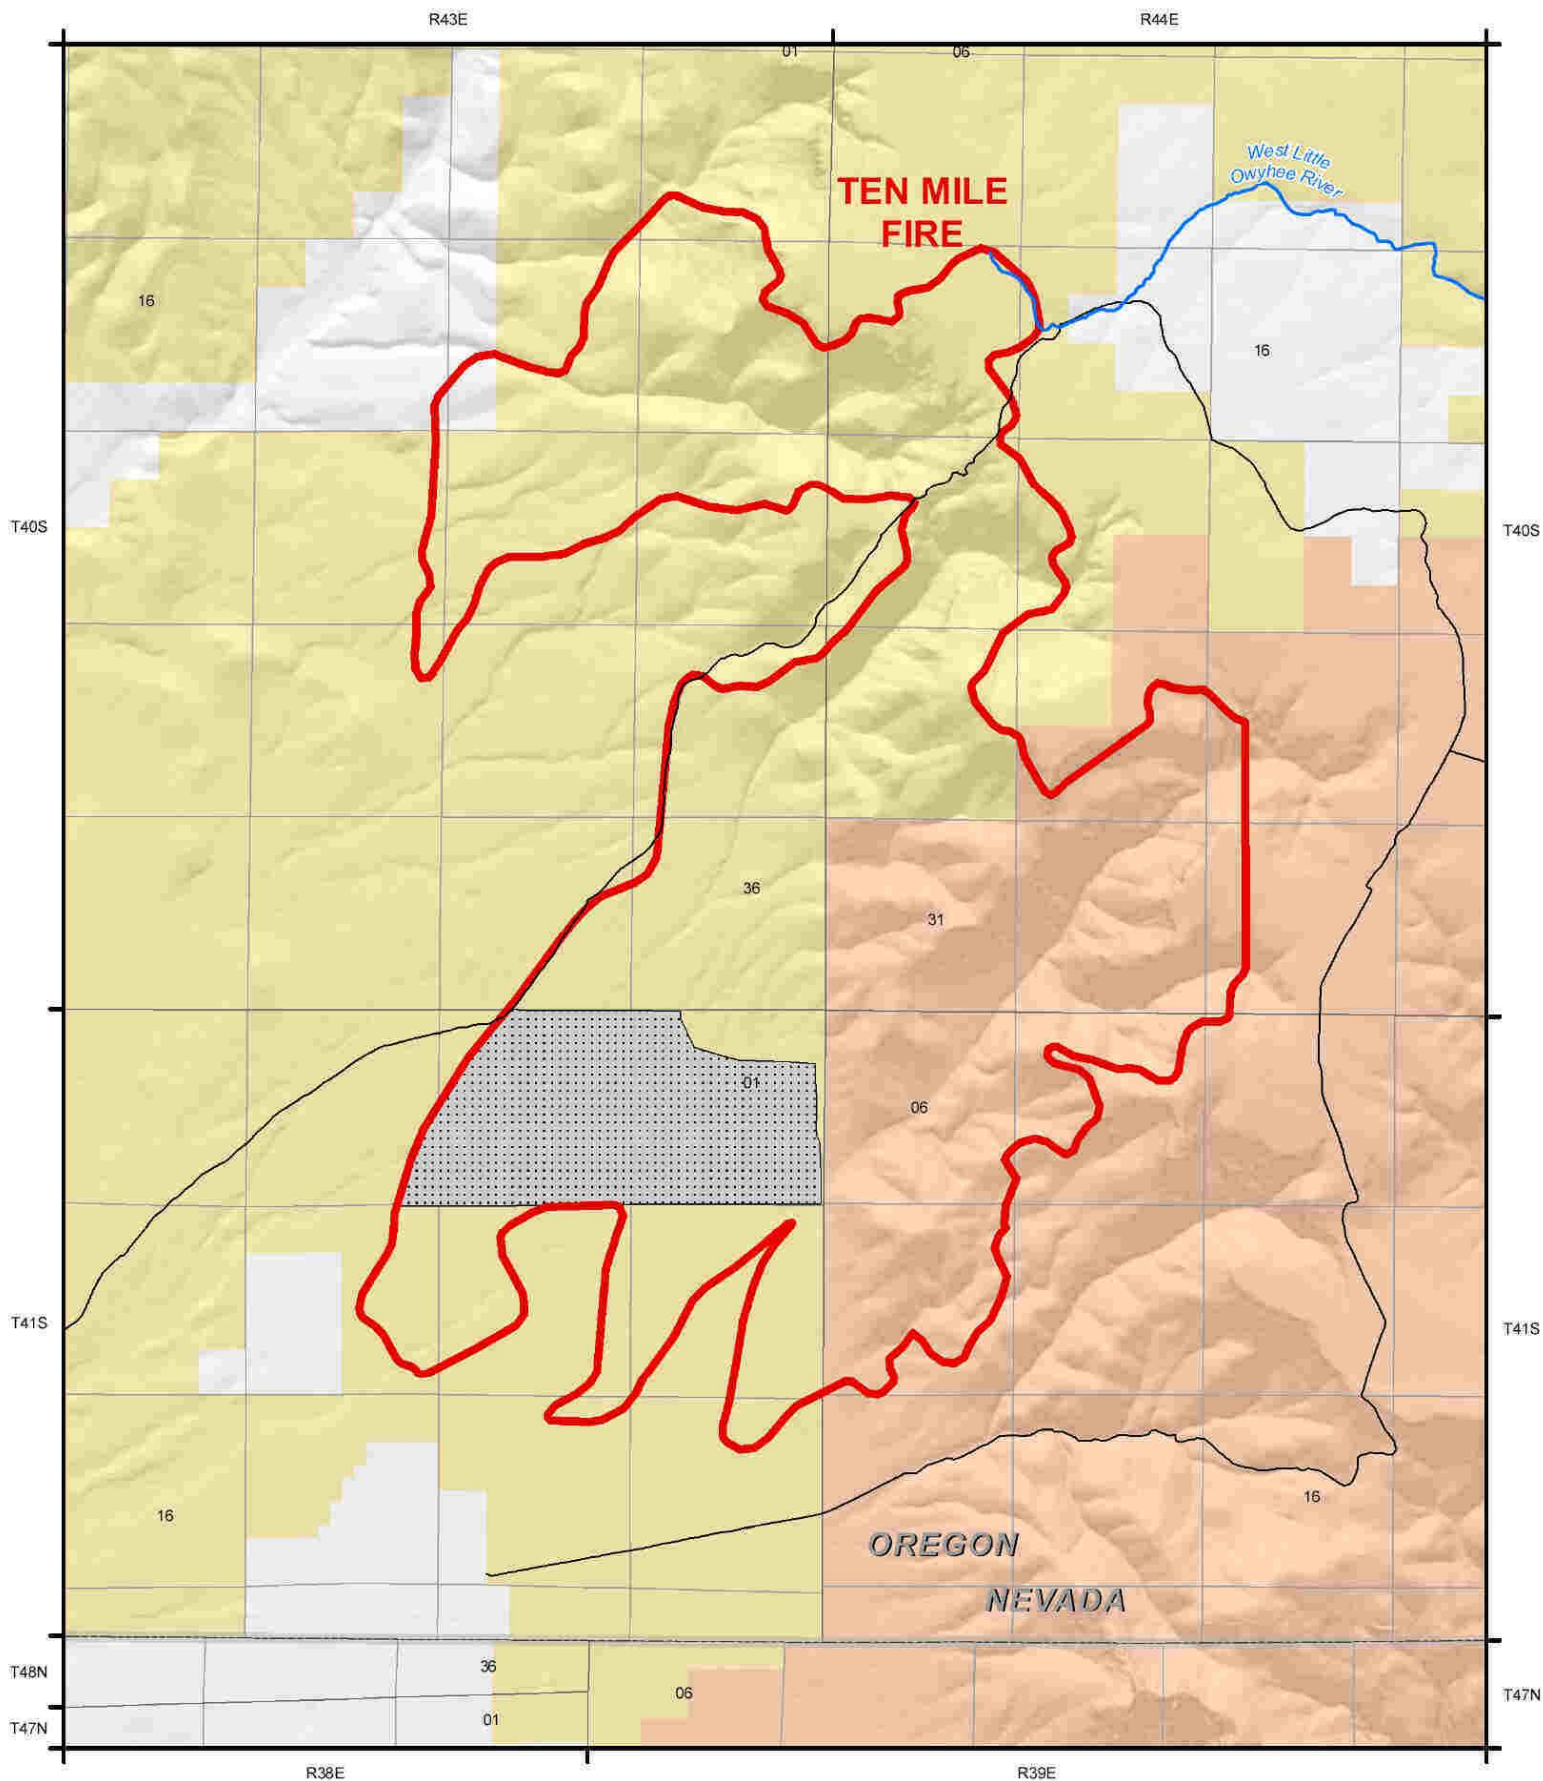 R43E
R44E
01
06
West Little
Owyhee River
TEN MILE
FIRE
16
16
T40S
T40S
36
31
01
06
T41S
T41S
16
16
OREGON
NEVADA
36
T48N
06
T47N
01
T47N
R38E
R39E